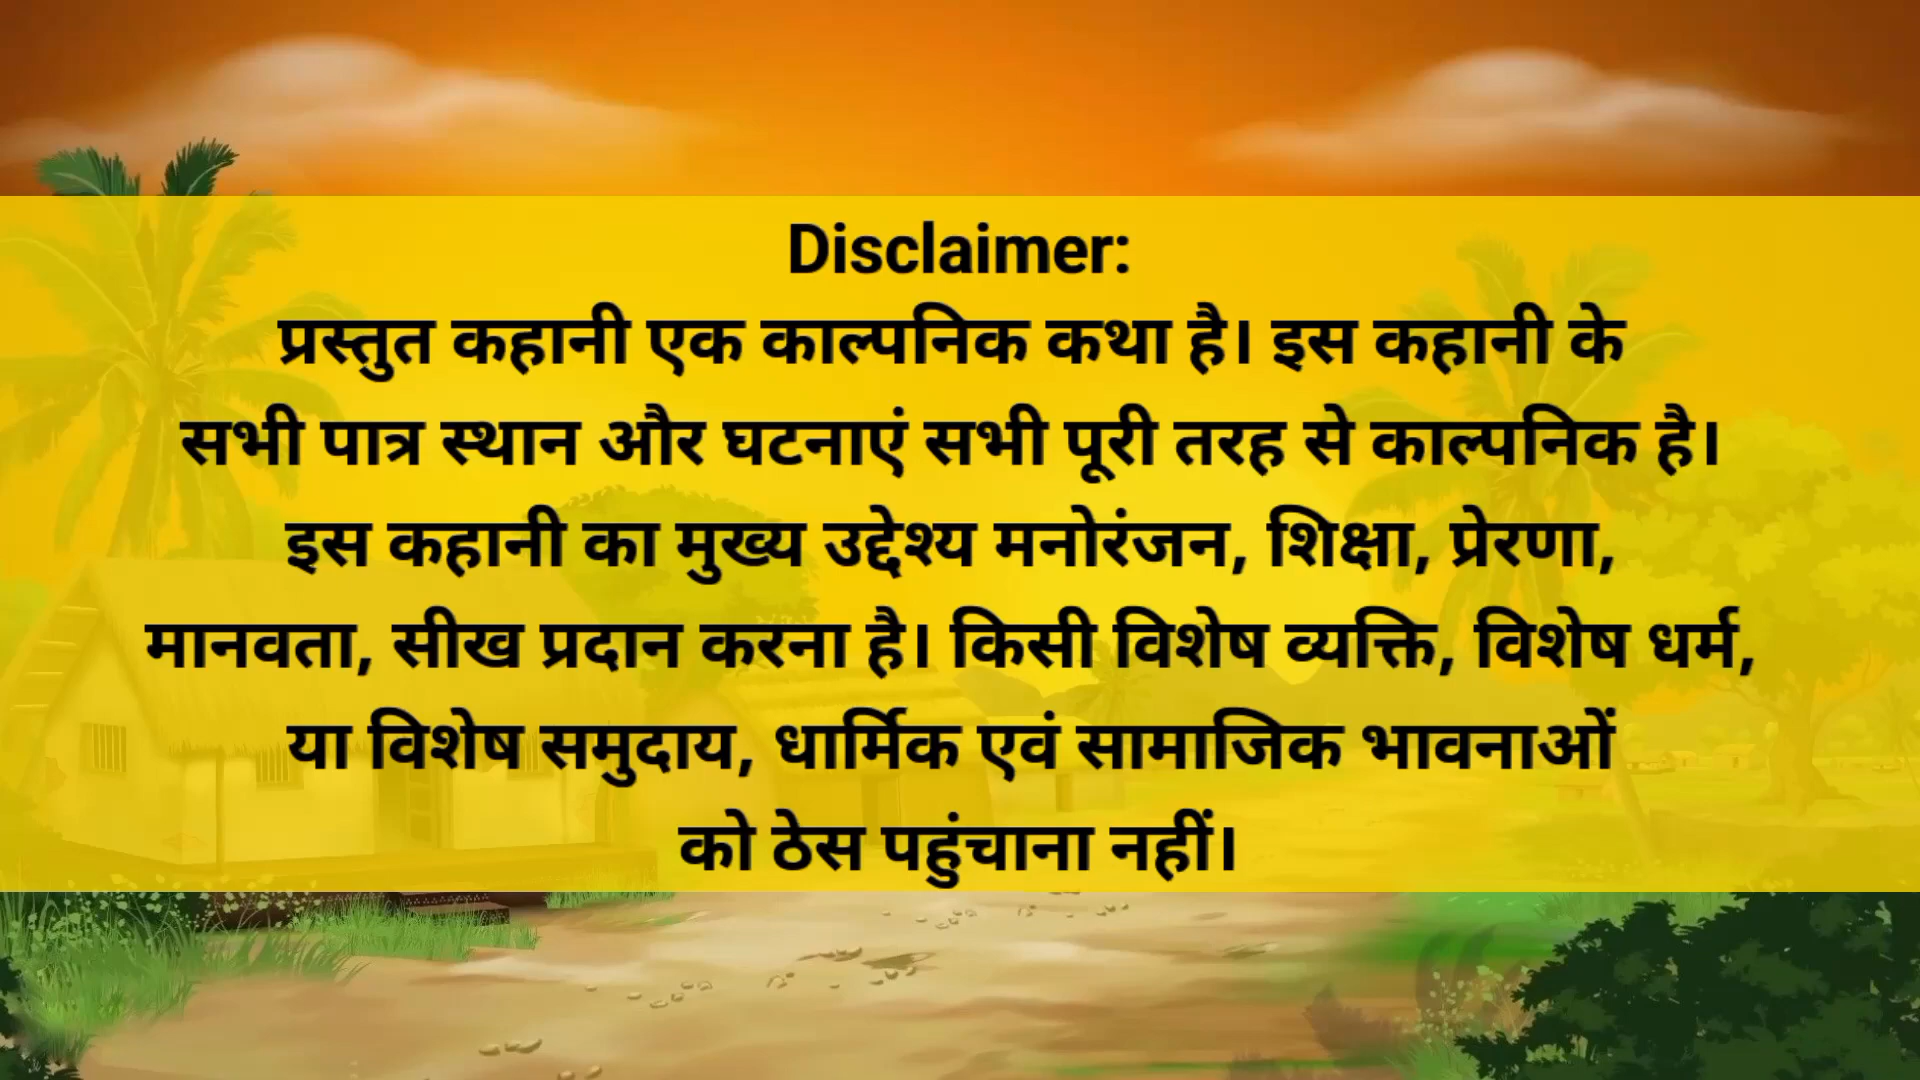 Disclaimer:
प्रस्तुत कहानी एक काल्पनिक कथा है। इस कहानी के
सभी पात्र स्थान और घटनाएं सभी पूरी तरह से काल्पनिक है।
इस कहानी का मुख्य उद्देश्य मनोरंजन, शिक्षा, प्रेरणा,
मानवता, सीख प्रदान करना है। किसी विशेष व्यक्ति, विशेष धर्म,
या विशेष समुदाय, धार्मिक एवं सामाजिक भावनाओं
को ठेस पहुंचाना नहीं।